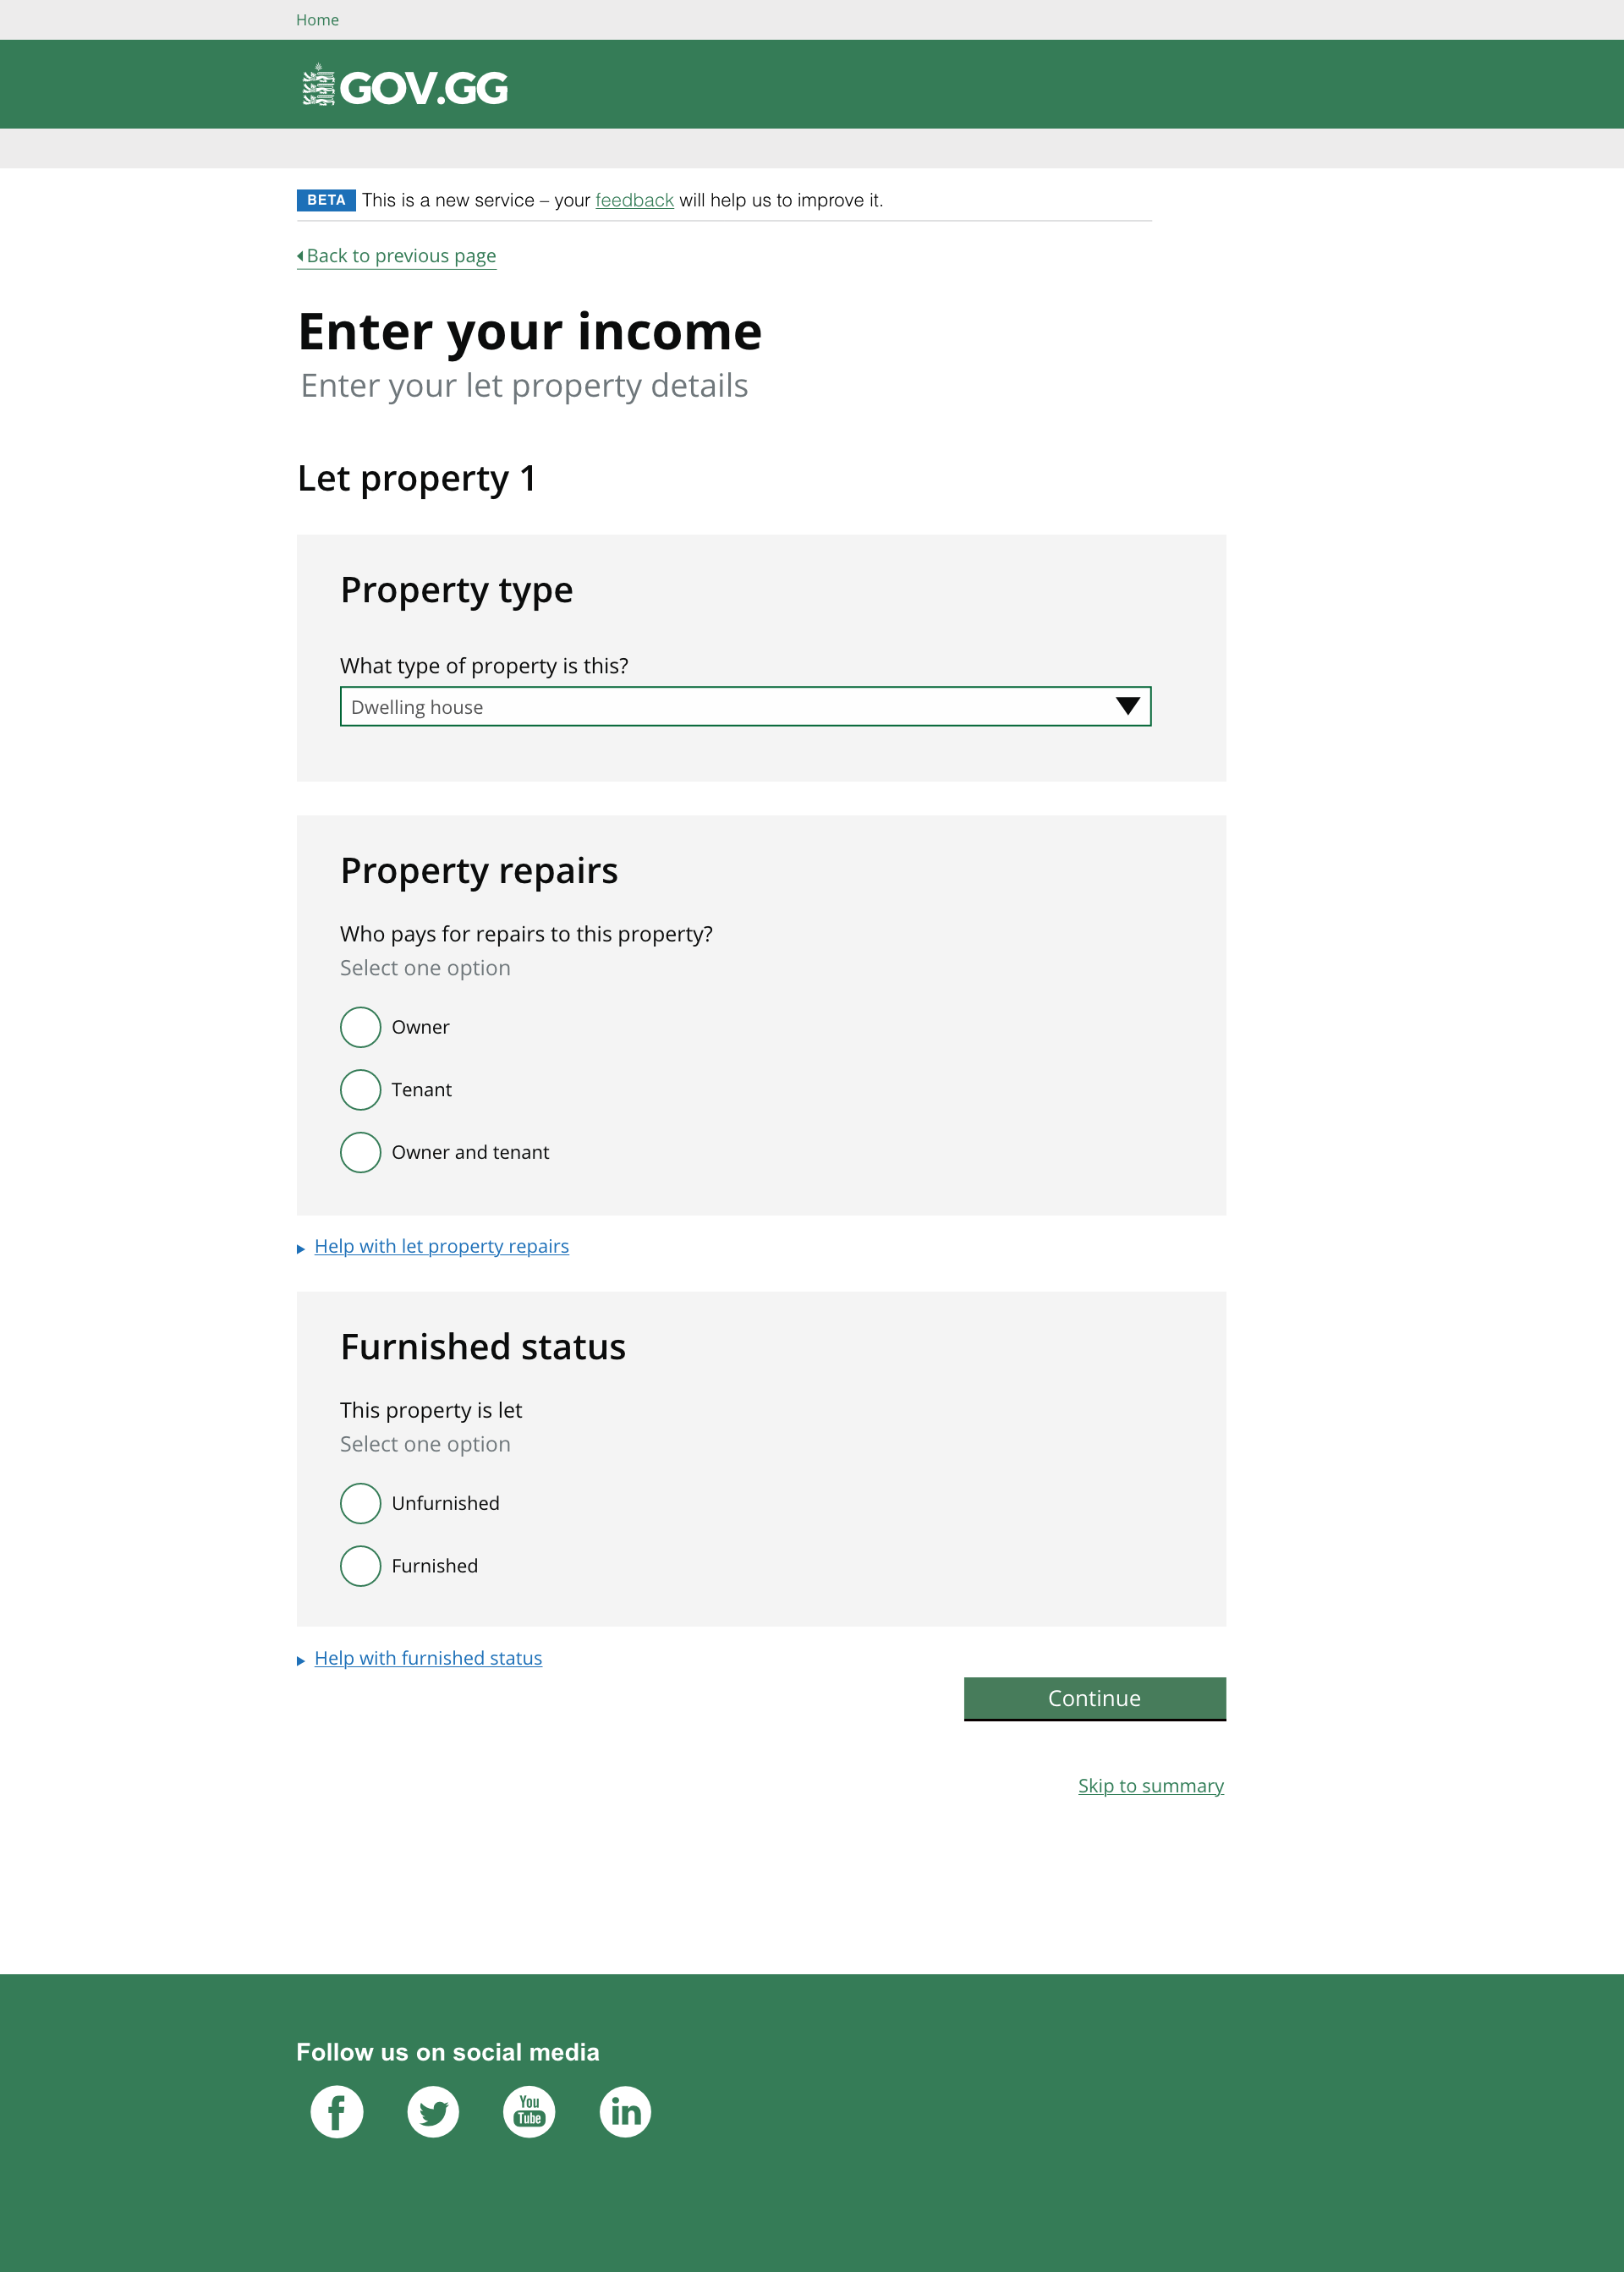 Home
GOV.GG
BETA This is a new service – your feedback will help us to improve it.
Back to previous page
Enter your income
Enter your let property details
Let property 1
Property type
What type of property is this?
Dwelling house
Property repairs
Who pays for repairs to this property?
Select one option
Owner
Tenant
Owner and tenant
Help with let property repairs
Furnished status
This property is let
Select one option
Unfurnished
Furnished
Help with furnished status
Continue
Skip to summary
Follow us on social media
You
Tube
in